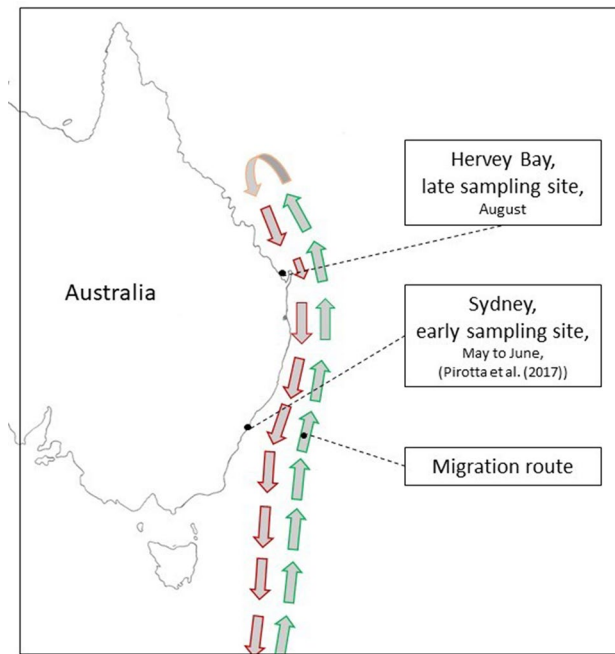 Hervey Bay,
late sampling site,
August
Australia
Sydney,
early sampling site,
May to June,
(Pirotta et al. (2017))
Migration route